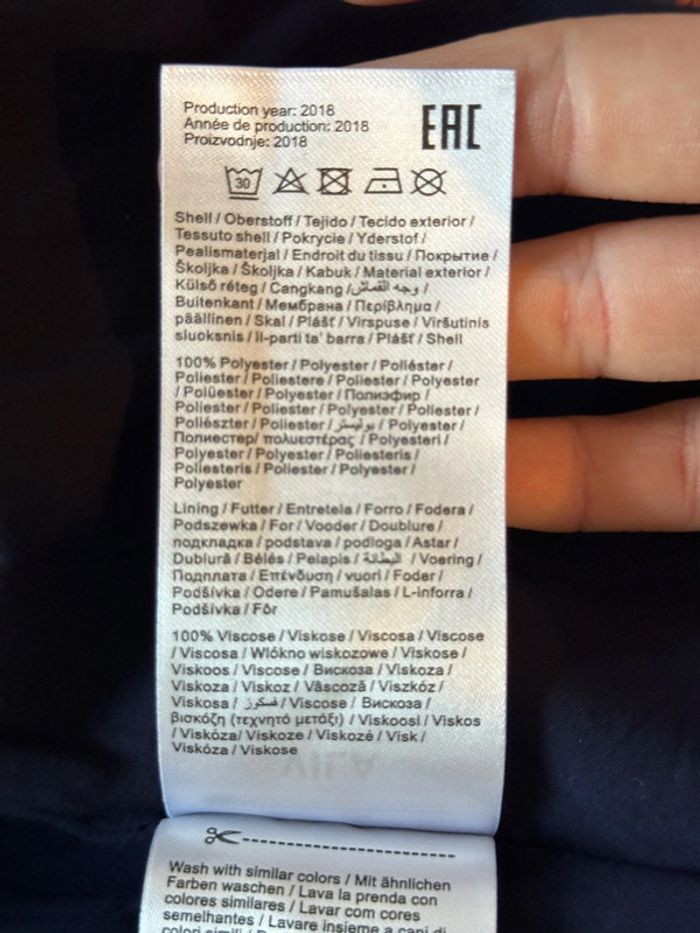 Production year: 2018
Année de production: 2018
Proizvodnje: 2018
EAC
30
Shell / Oberstoff / Tejido / Tecido exterior /
Tessuto shell / Pokrycie / Yderstof /
Pealismaterjal / Endroit du tissu / Покрытие /
Školjka / Školjka / Kabuk / Material exterior /
Külső réteg / Cangkang / وجه القماش /
Buitenkant / Мембрана / Περίβλημα /
päällinen / Skal / Plášť / Virspuse / Viršutinis
sluoksnis / Il-parti ta' barra / Plášť / Shell
100% Polyester / Polyester / Poliéster /
Poliester / Poliestere / Poliester / Polyester
/ Polüester / Polyester / Полиэфир /
Poliester / Poliester / Polyester / Poliester /
Poliészter / Poliester / بوليستر / Polyester /
Полиестер/ πολυεστέρας / Polyesteri /
Polyester / Polyester / Poliesteris /
Poliesteris / Poliester / Polyester /
Polyester
Lining / Futter / Entretela / Forro / Fodera /
Podszewka / For / Vooder / Doublure /
подкладка / podstava / podloga / Astar /
Dublură / Bélés / Pelapis / البطانة / Voering /
Подплата / Επένδυση / vuori / Foder /
Podšívka / Odere / Pamušalas / L-inforra /
Podšívka / Fôr
100% Viscose / Viskose / Viscosa / Viscose
/ Viscosa / Włókno wiskozowe / Viskose /
Viskoos / Viscose / Вискоза / Viskoza /
Viskoza / Viskoz / Vâscoză / Viszkóz /
Viskosa / فسكوز / Viscose / Вискоза /
βισκόζη (τεχνητό μετάξι) / Viskoosi / Viskos
/ Viskóza/ Viskoze / Viskozė / Visk /
Viskóza / Viskose
Wash with similar colors / Mit ähnlichen
Farben waschen / Lava la prenda con
colores similares / Lavar com cores
semelhantes / Lavare insieme a capi di
colori simili /